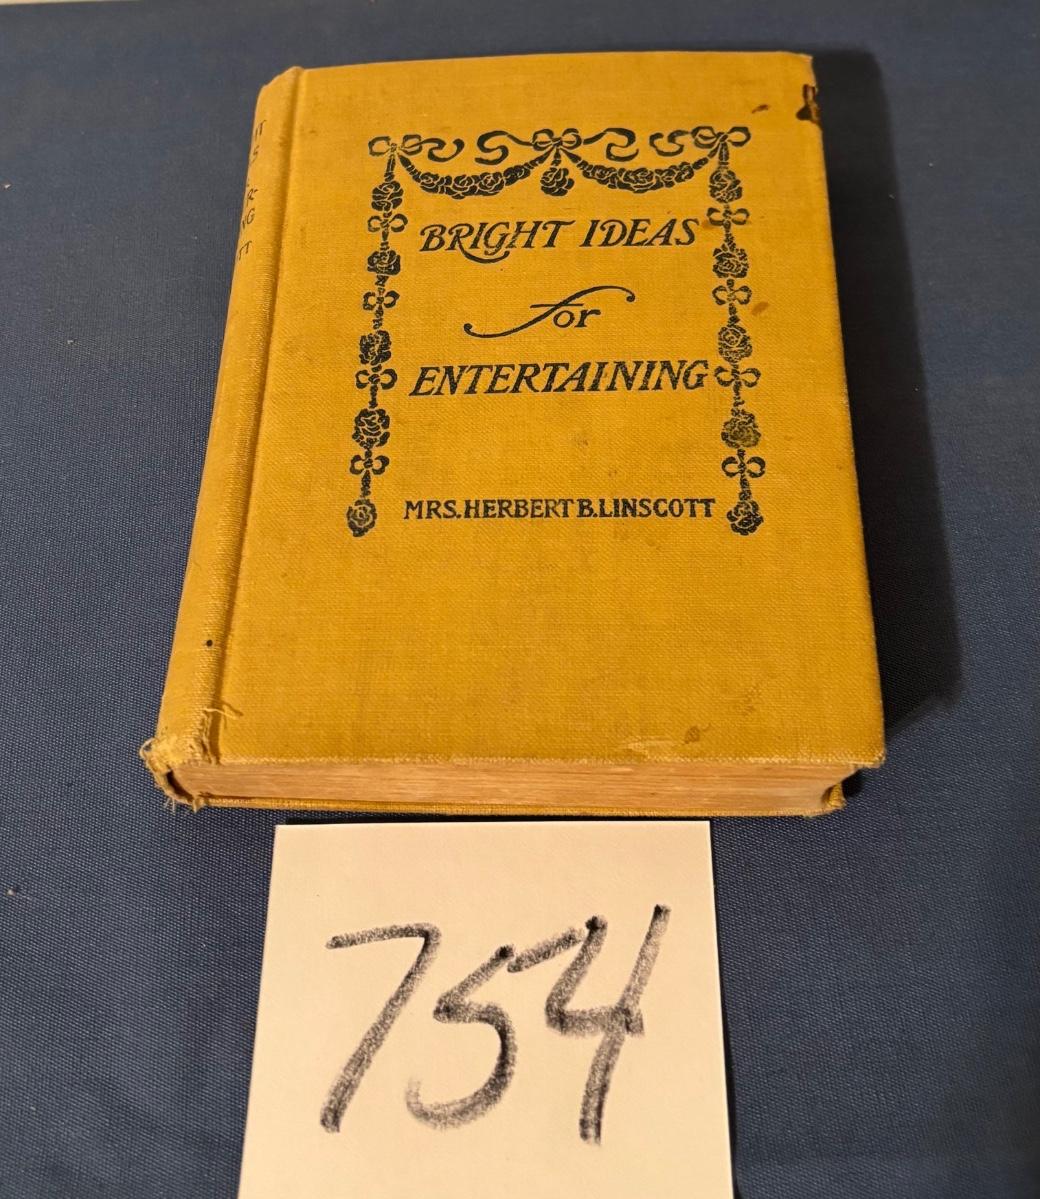 BRIGHT IDEAS
for
ENTERTAINING
MRS. HERBERT B. LINSCOTT
754